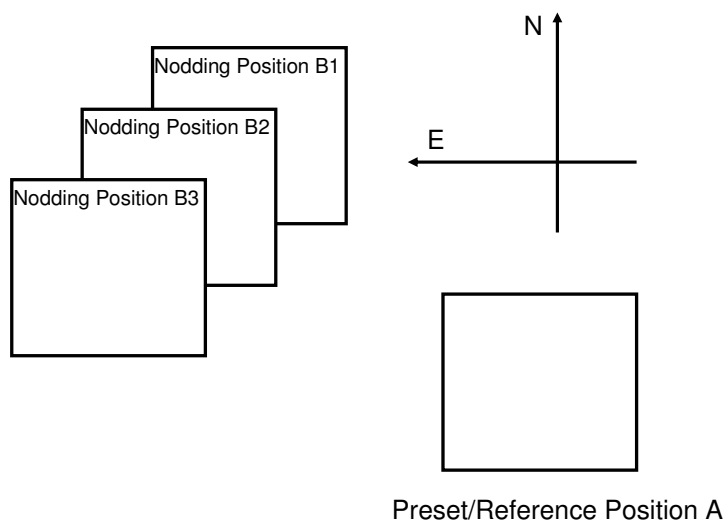 N
Nodding Position B1
Nodding Position B2
E
Nodding Position B3
Preset/Reference Position A